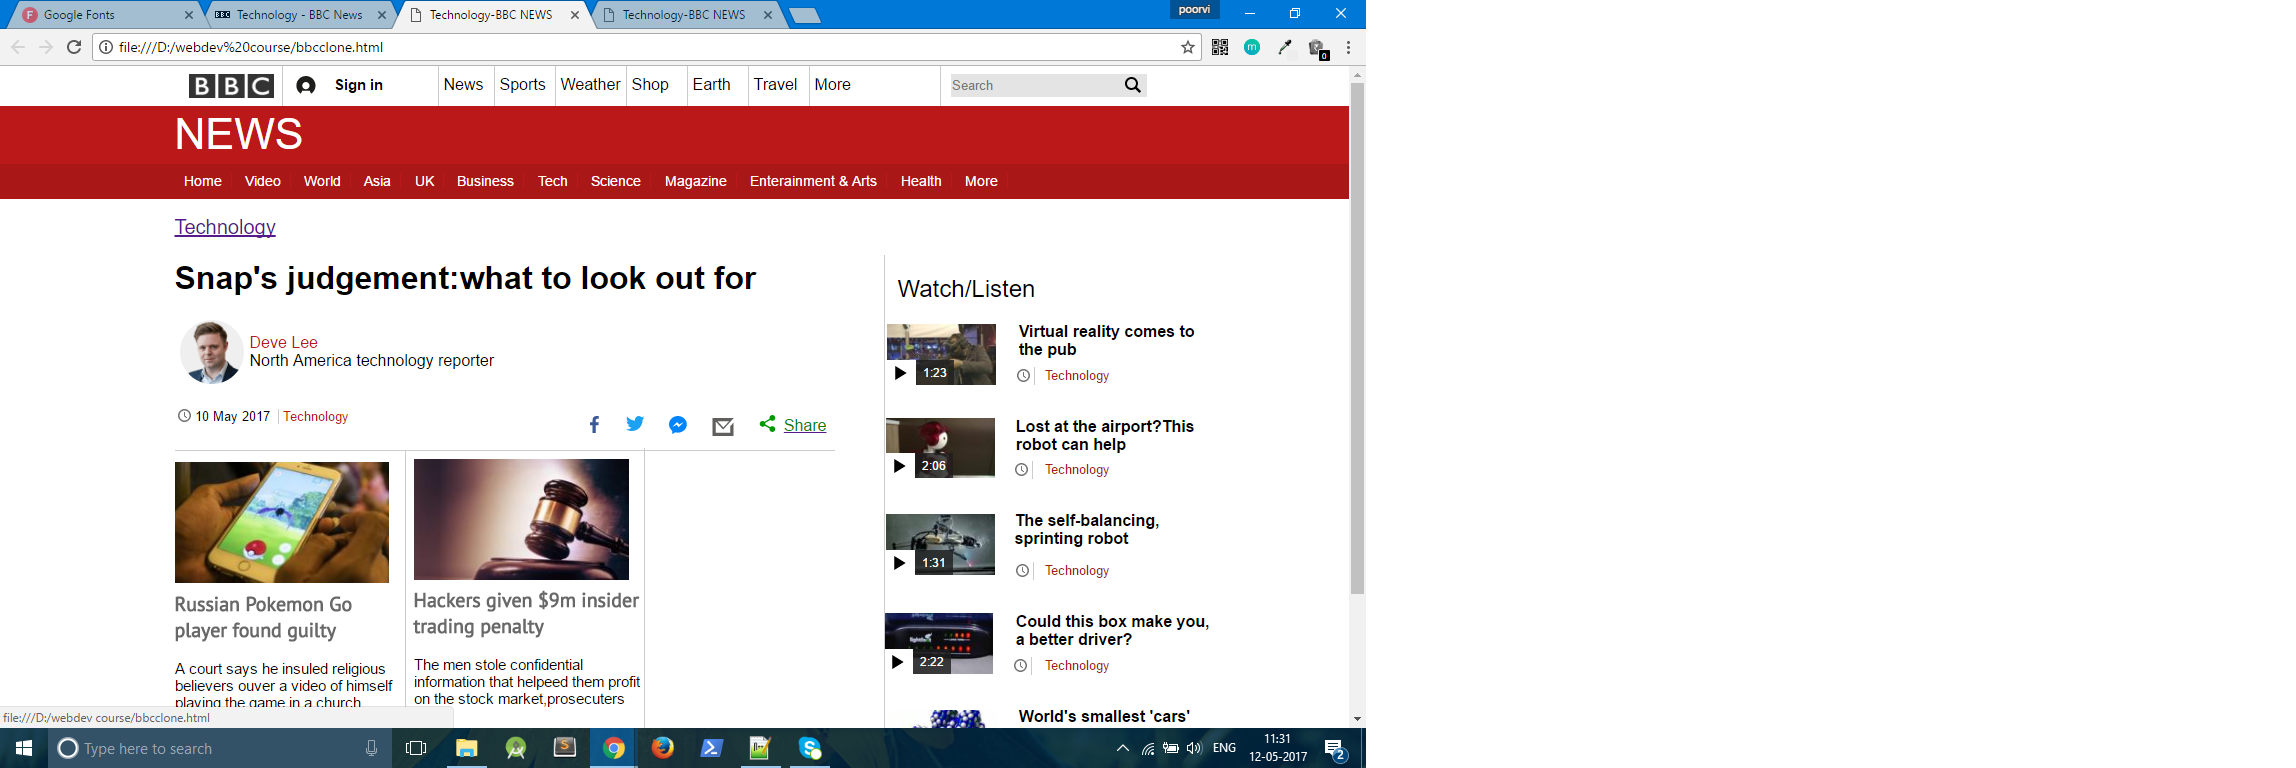 Google Fonts
Technology - BBC News
Technology-BBC NEWS
Technology-BBC NEWS
poorvi
file:///D:/webdev%20course/bbcclone.html
m
0
BBC
Sign in
News
Sports
Weather
Shop
Earth
Travel
More
Search
NEWS
Home
Video
World
Asia
UK
Business
Tech
Science
Magazine
Enterainment & Arts
Health
More
Technology
Snap's judgement:what to look out for
Deve Lee
North America technology reporter
10 May 2017
Technology
Share
Russian Pokemon Go
player found guilty
A court says he insuled religious
believers ouver a video of himself
playing the game in a church
Hackers given $9m insider
trading penalty
The men stole confidential
information that helpeed them profit
on the stock market,prosecuters
Watch/Listen
1:23
Virtual reality comes to
the pub
Technology
2:06
Lost at the airport?This
robot can help
Technology
1:31
The self-balancing,
sprinting robot
Technology
2:22
Could this box make you,
a better driver?
Technology
World's smallest 'cars'
file:///D:/webdev course/bbcclone.html
Type here to search
ENG
11:31
12-05-2017
2